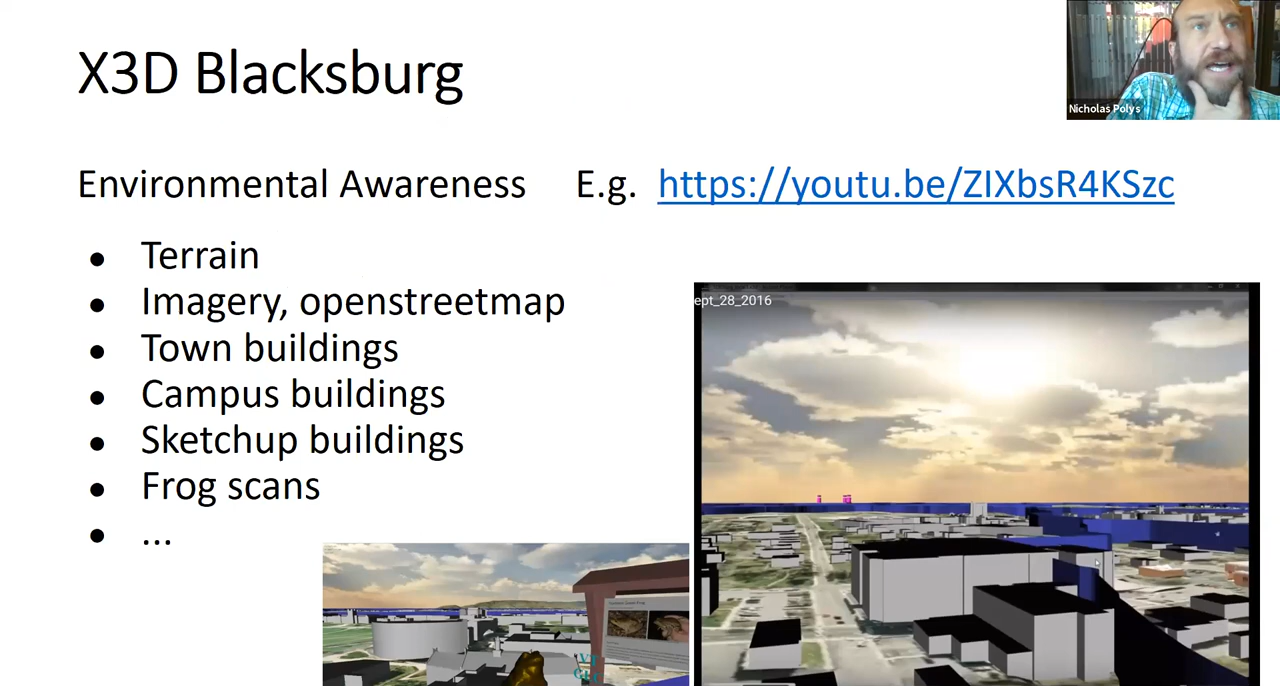 X3D Blacksburg
Nicholas Polys
Environmental Awareness E.g. https://youtu.be/ZIXbsR4KSzc
● Terrain
● Imagery, openstreetmap
● Town buildings
● Campus buildings
● Sketchup buildings
● Frog scans
● ...
ept_28_2016